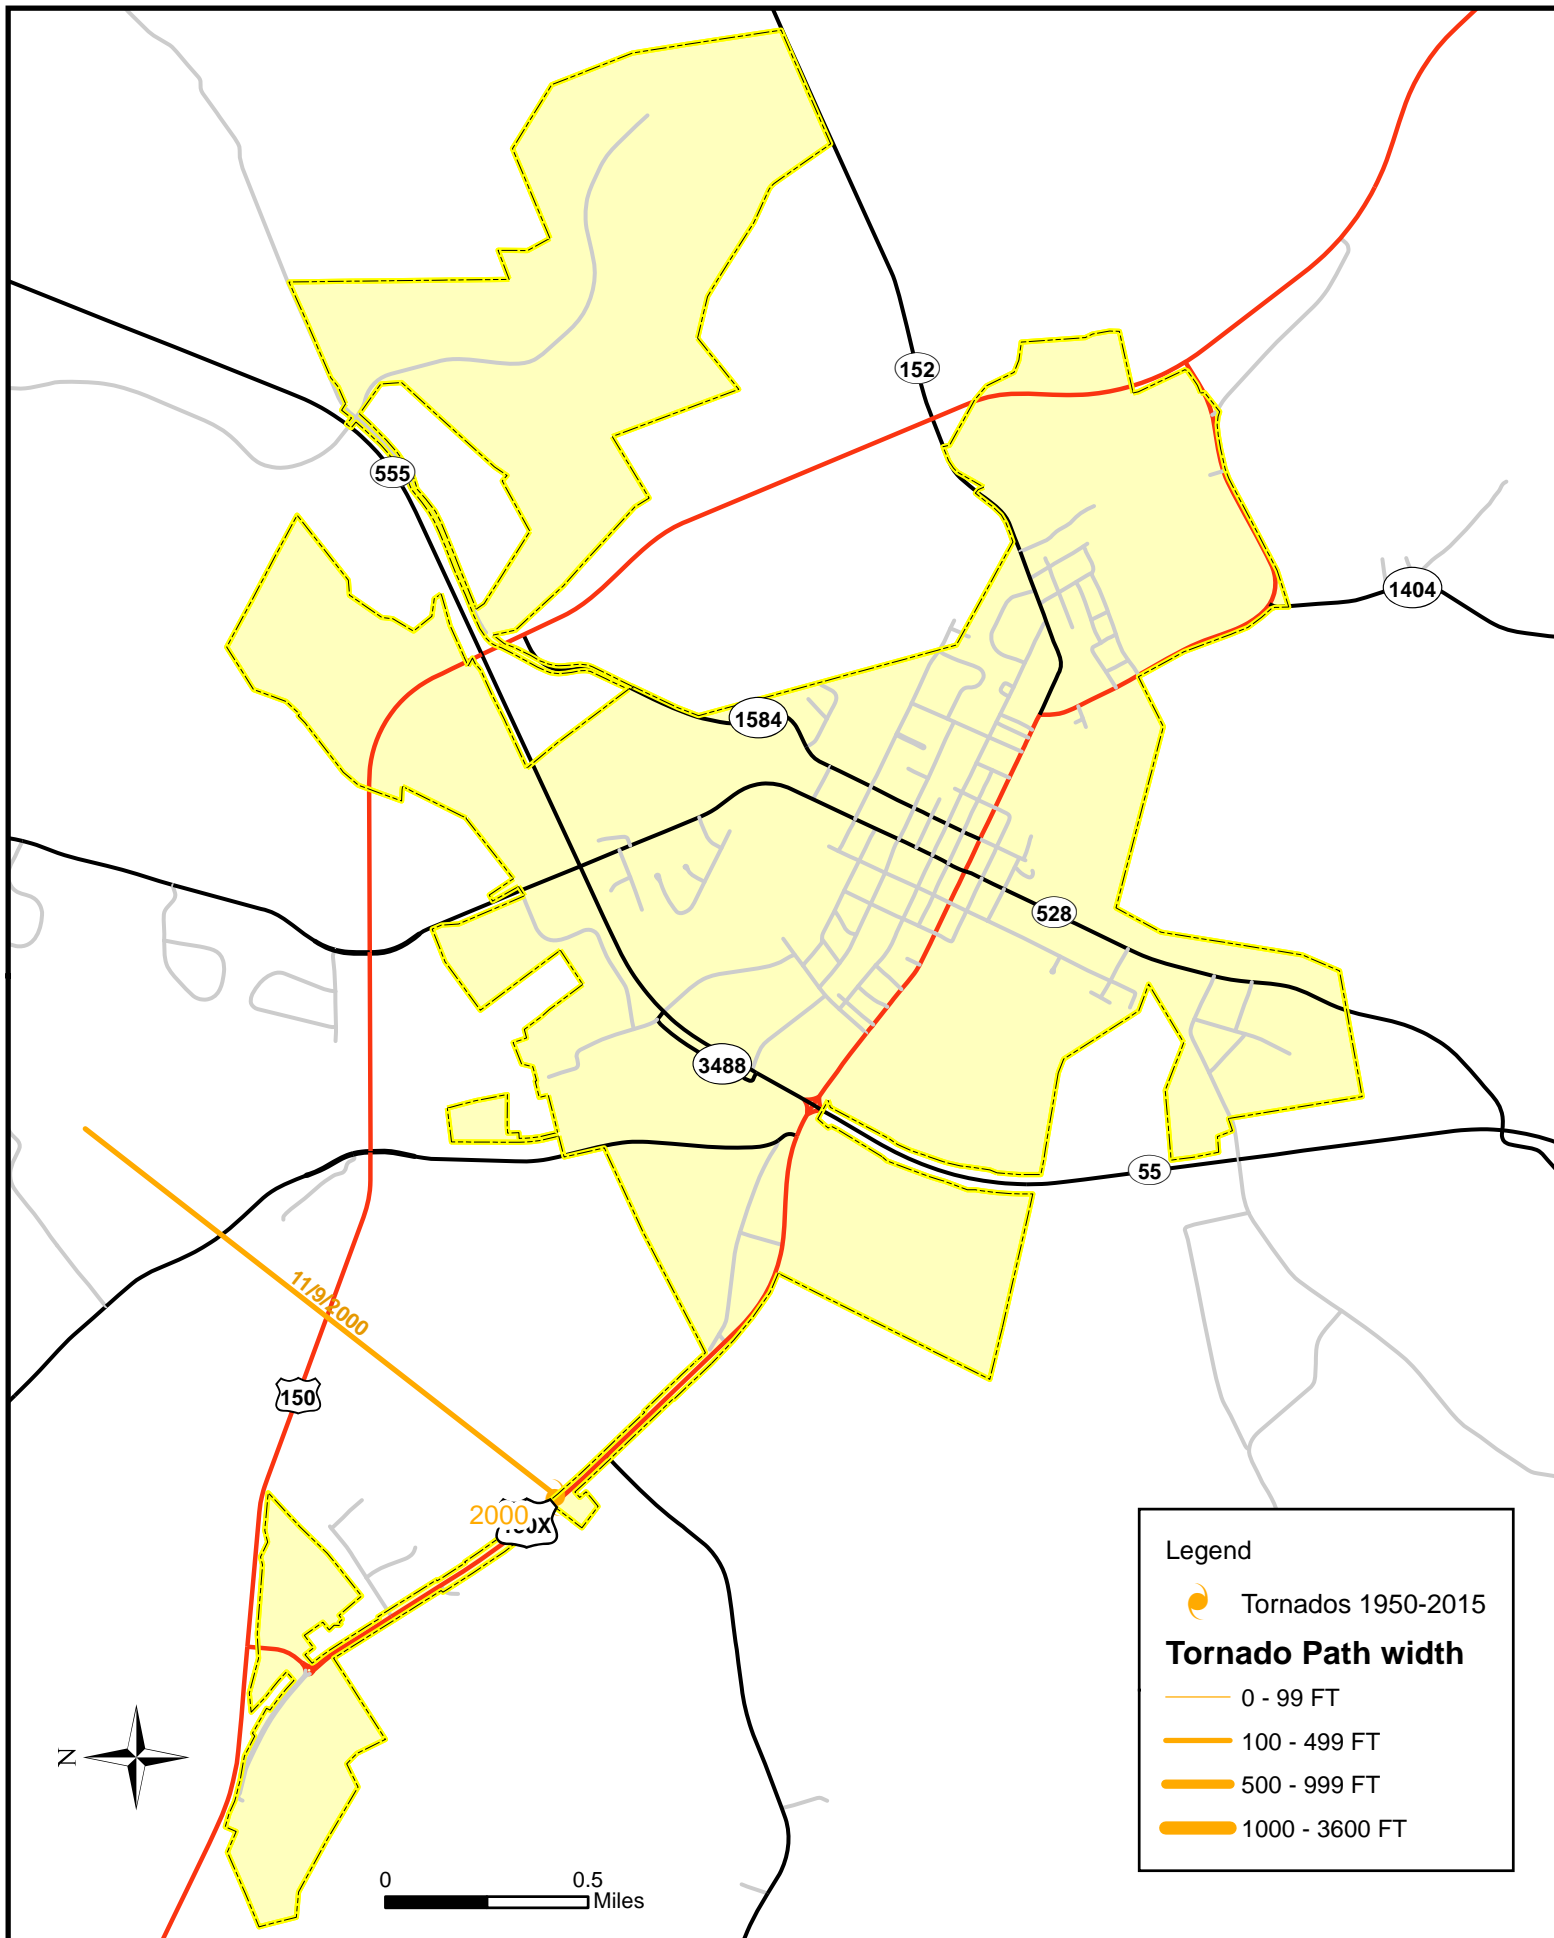 152
555
1404
1584
528
3488
55
11/9/2000
150
2000
Legend
Tornados 1950-2015
Tornado Path width
0 - 99 FT
100 - 499 FT
500 - 999 FT
1000 - 3600 FT
N
0
0.5
Miles